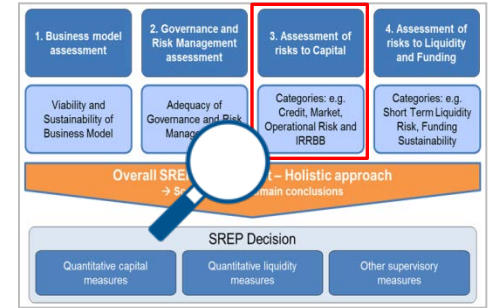 1. Business model
assessment
2. Governance and
Risk Management
assessment
3. Assessment of
risks to Capital
4. Assessment of
risks to Liquidity
and Funding
Viability and
Sustainability of
Business Model
Adequacy of
Governance and Risk
Categories: e.g.
Credit, Market,
Operational Risk and
IRRBB
Categories: e.g.
Short Term Liquidity
Risk, Funding
Sustainability
Overall SREP – Holistic approach
→ main conclusions
SREP Decision
Quantitative capital
measures
Quantitative liquidity
measures
Other supervisory
measures